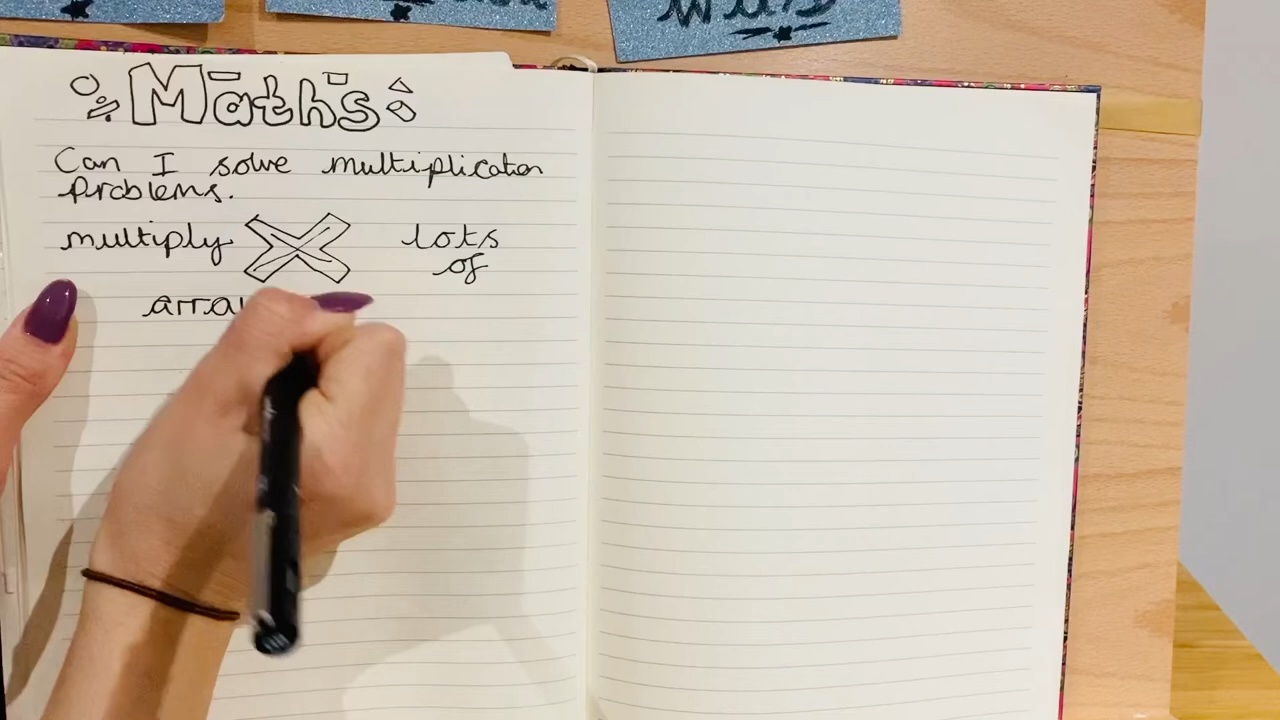 Maths
Can I solve multiplication
problems.
multiply X lots
of